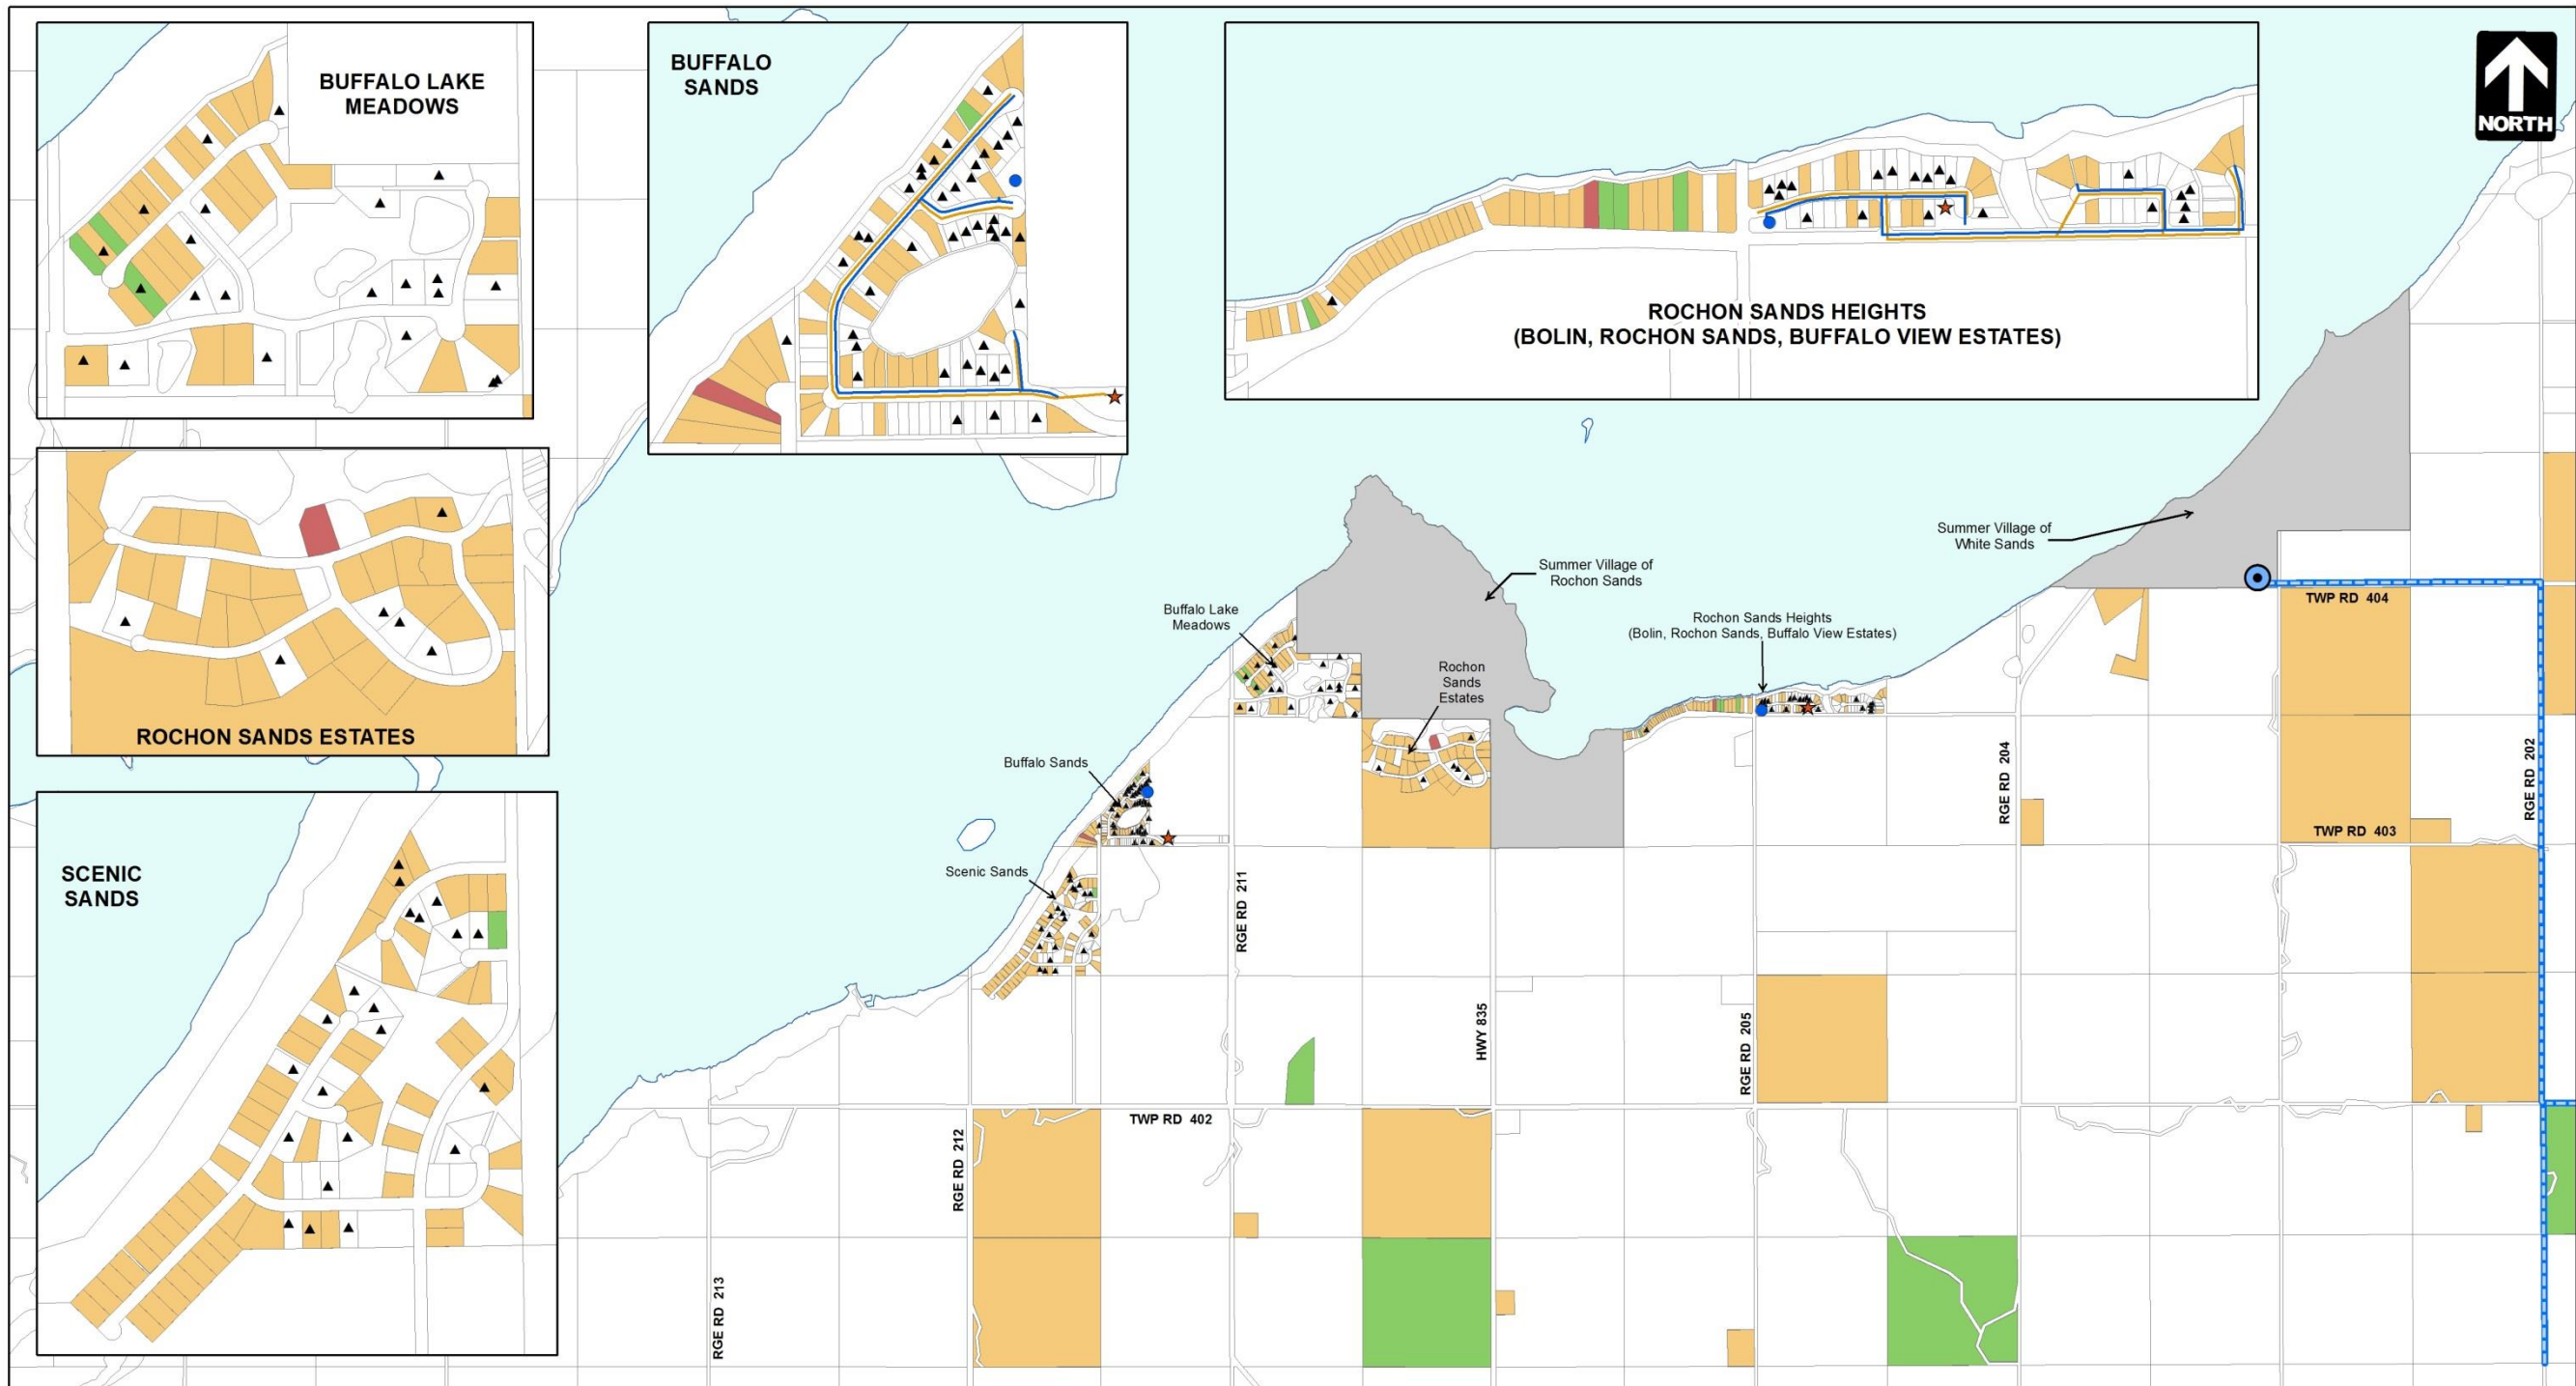 BUFFALO LAKE
MEADOWS
BUFFALO
SANDS
ROCHON SANDS HEIGHTS
(BOLIN, ROCHON SANDS, BUFFALO VIEW ESTATES)
NORTH
ROCHON SANDS ESTATES
SCENIC
SANDS
Summer Village of
White Sands
Summer Village of
Rochon Sands
Buffalo Lake
Meadows
Rochon Sands Heights
(Bolin, Rochon Sands, Buffalo View Estates)
Rochon
Sands
Estates
Buffalo Sands
Scenic Sands
TWP RD 404
TWP RD 403
TWP RD 402
RGE RD 202
RGE RD 204
RGE RD 205
HWY 835
RGE RD 211
RGE RD 212
RGE RD 213